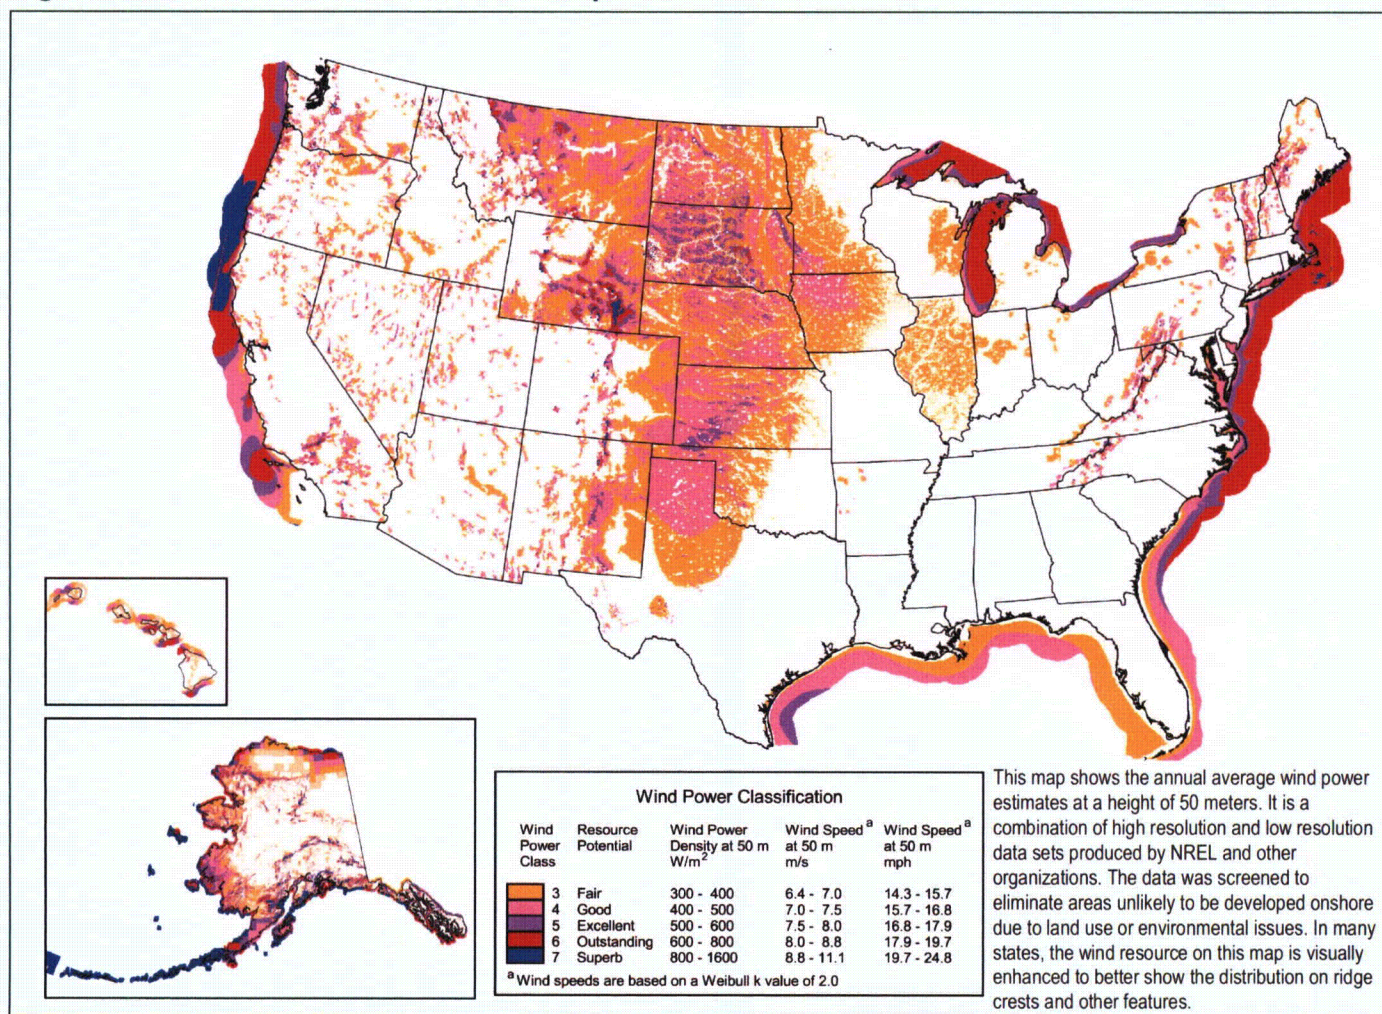 Wind Power Classification
Wind Resource Wind Power Wind Speed a Wind Speed a
Power Potential Density at 50 m at 50 m at 50 m
Class W/m2 m/s mph
3 Fair 300 - 400 6.4 - 7.0 14.3 - 15.7
4 Good 400 - 500 7.0 - 7.5 15.7 - 16.8
5 Excellent 500 - 600 7.5 - 8.0 16.8 - 17.9
6 Outstanding 600 - 800 8.0 - 8.8 17.9 - 19.7
7 Superb 800 - 1600 8.8 - 11.1 19.7 - 24.8
a Wind speeds are based on a Weibull k value of 2.0
This map shows the annual average wind power
estimates at a height of 50 meters. It is a
combination of high resolution and low resolution
data sets produced by NREL and other
organizations. The data was screened to
eliminate areas unlikely to be developed onshore
due to land use or environmental issues. In many
states, the wind resource on this map is visually
enhanced to better show the distribution on ridge
crests and other features.